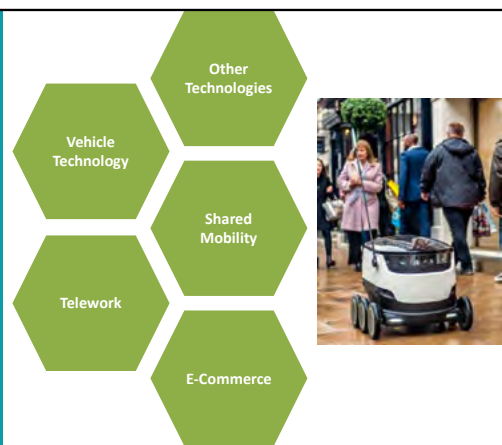 Other
Technologies
Vehicle
Technology
Shared
Mobility
Telework
E-Commerce